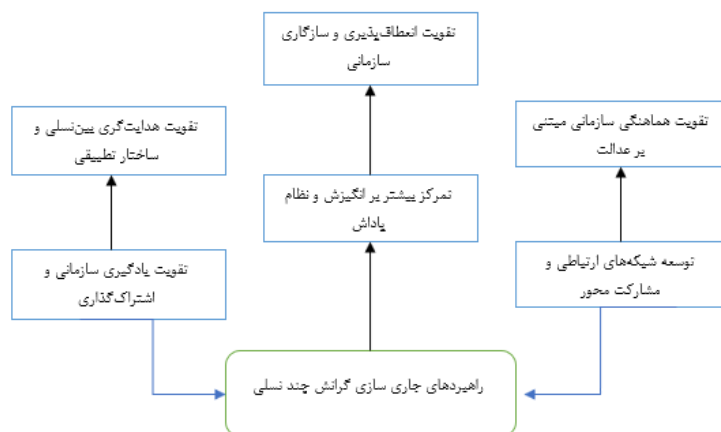 تقویت انعطاف‌پذیری و سازگاری
سازمانی
تقویت هماهنگی سازمانی مبتنی
بر عدالت
تقویت هدایت‌گری بین‌نسلی و
ساختار تطبیقی
تمرکز بیشتر بر انگیزش و نظام
پاداش
توسعه شبکه‌های ارتباطی و
مشارکت محور
تقویت یادگیری سازمانی و
اشتراک‌گذاری
راهبردهای جاری سازی گرانش چند نسلی